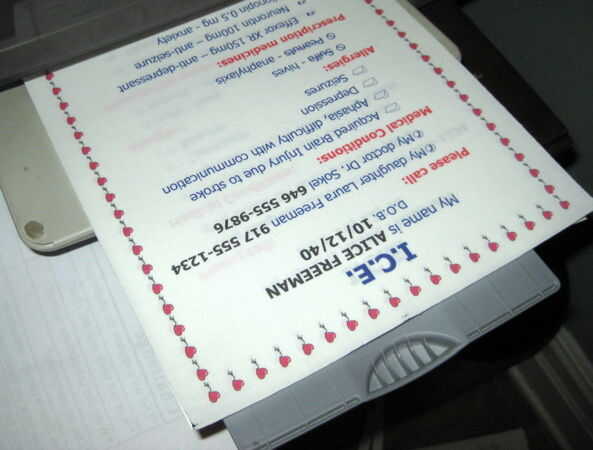 I.C.E.
My name is ALICE FREEMAN
D.O.B. 10/12/40
Please call:
My daughter Laura Freeman 917 555-1234
My doctor Dr. Sokel 646 555-9876
Medical Conditions:
Acquired Brain Injury due to stroke
Aphasia, difficulty with communication
Depression
Seizures
Allergies:
Sulfa - hives
Peanuts - anaphylaxis
Prescription medicines:
Effexor XR 150mg – anti-depressant
Neurontin 100mg – anti-seizure
0.5 mg - anxiety